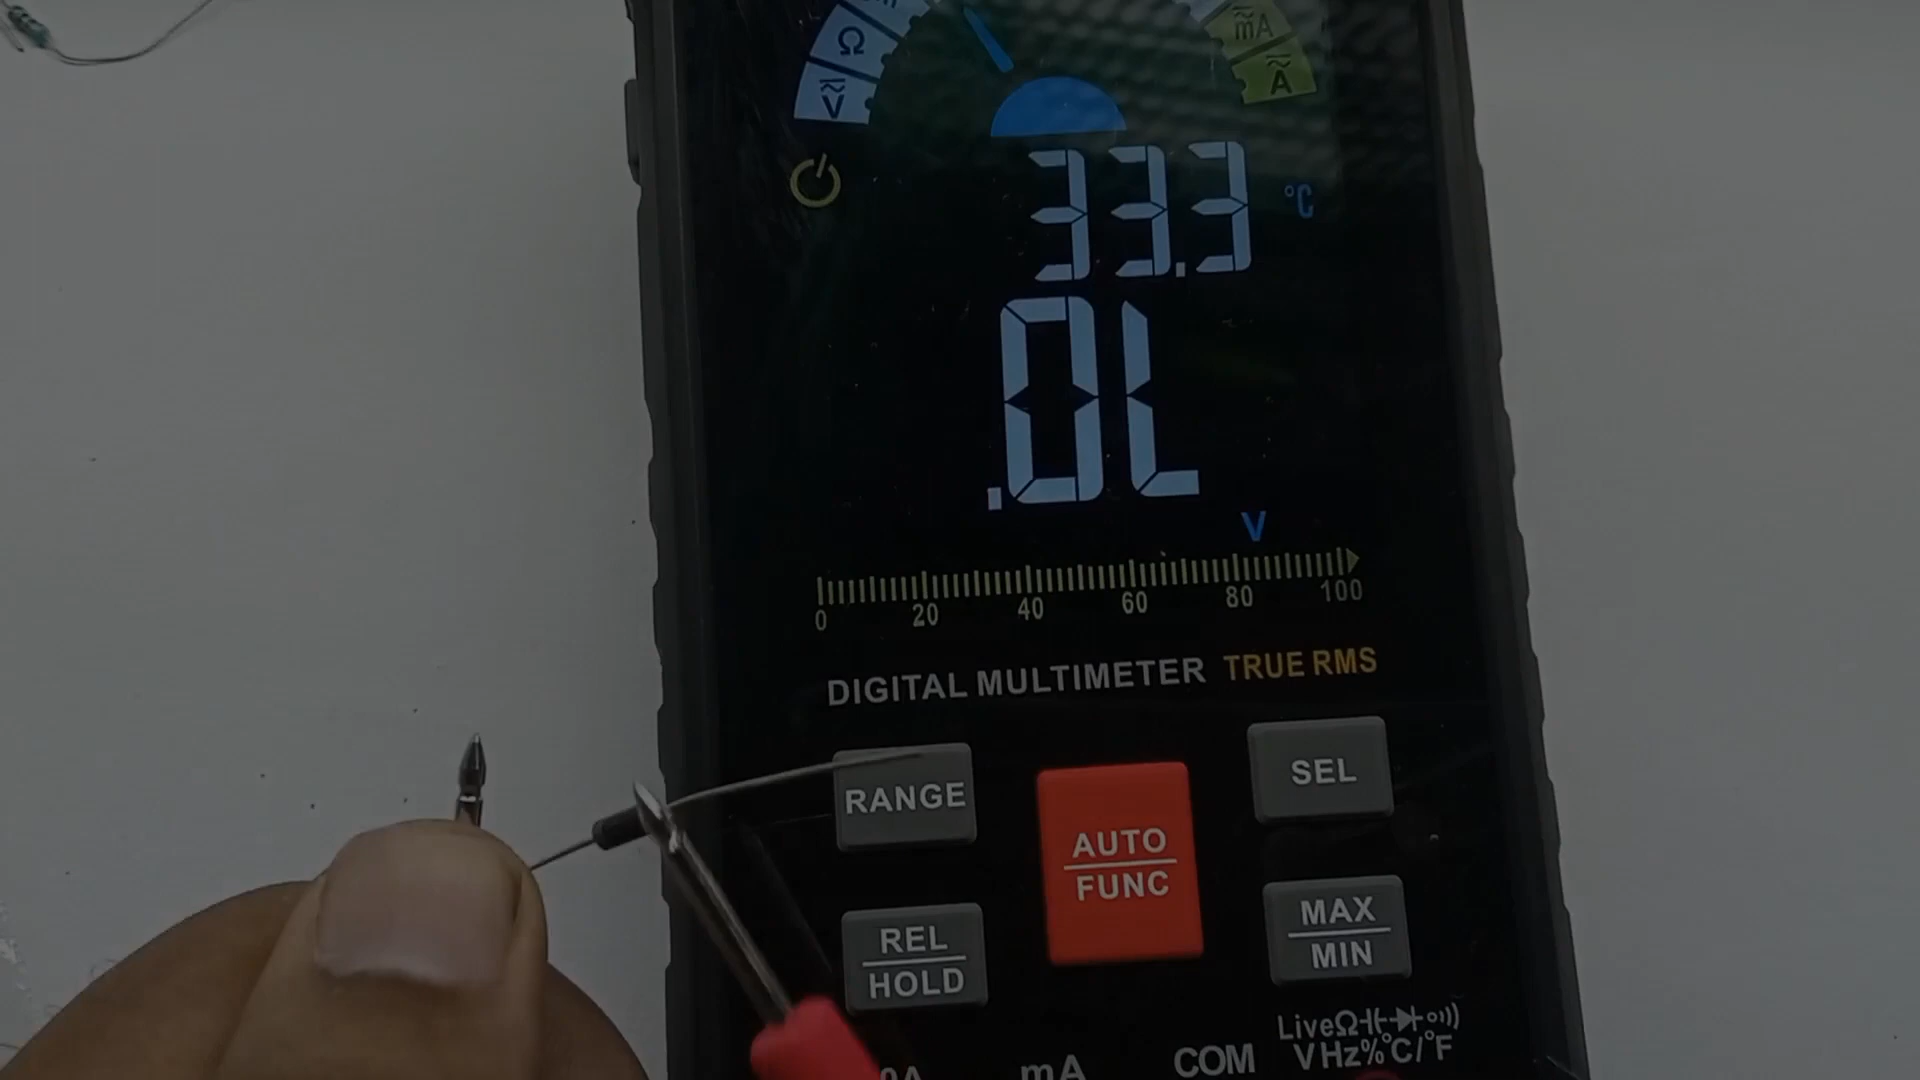 Ω
V
mA
A
33.3 °C
.0L
V
0 20 40 60 80 100
DIGITAL MULTIMETER TRUE RMS
RANGE
SEL
AUTO
FUNC
REL
HOLD
MAX
MIN
LiveΩ
mA
COM
VHz%°C/°F